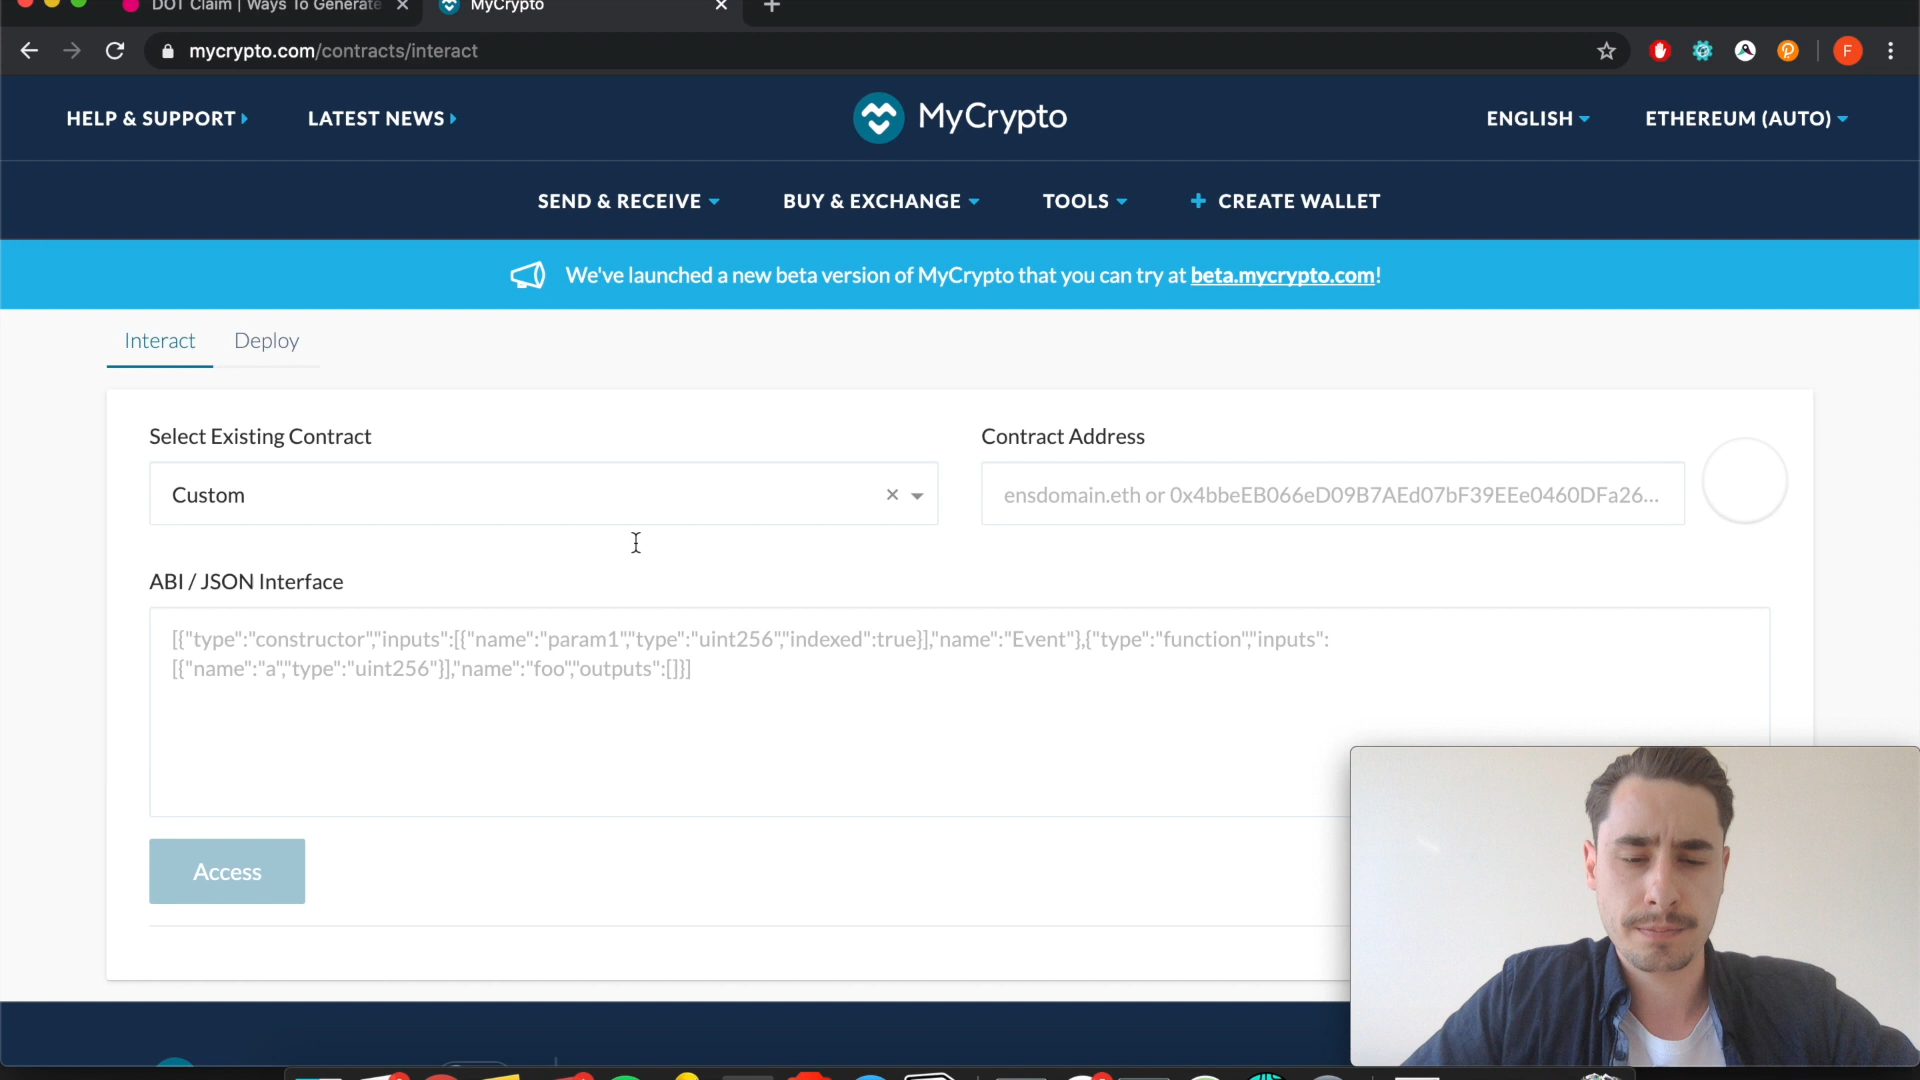 DOT Claim | Ways To Generate
MyCrypto
mycrypto.com/contracts/interact
F
HELP & SUPPORT
LATEST NEWS
MyCrypto
ENGLISH
ETHEREUM (AUTO)
SEND & RECEIVE
BUY & EXCHANGE
TOOLS
+ CREATE WALLET
We've launched a new beta version of MyCrypto that you can try at beta.mycrypto.com!
Interact
Deploy
Select Existing Contract
Contract Address
Custom
ensdomain.eth or 0x4bbeEB066eD09B7AEd07bF39EEe0460DFa26...
ABI / JSON Interface
[{"type":"constructor","inputs":[{"name":"param1","type":"uint256","indexed":true}],"name":"Event"},{"type":"function","inputs":
[{"name":"a","type":"uint256"}],"name":"foo","outputs":[]}]
Access